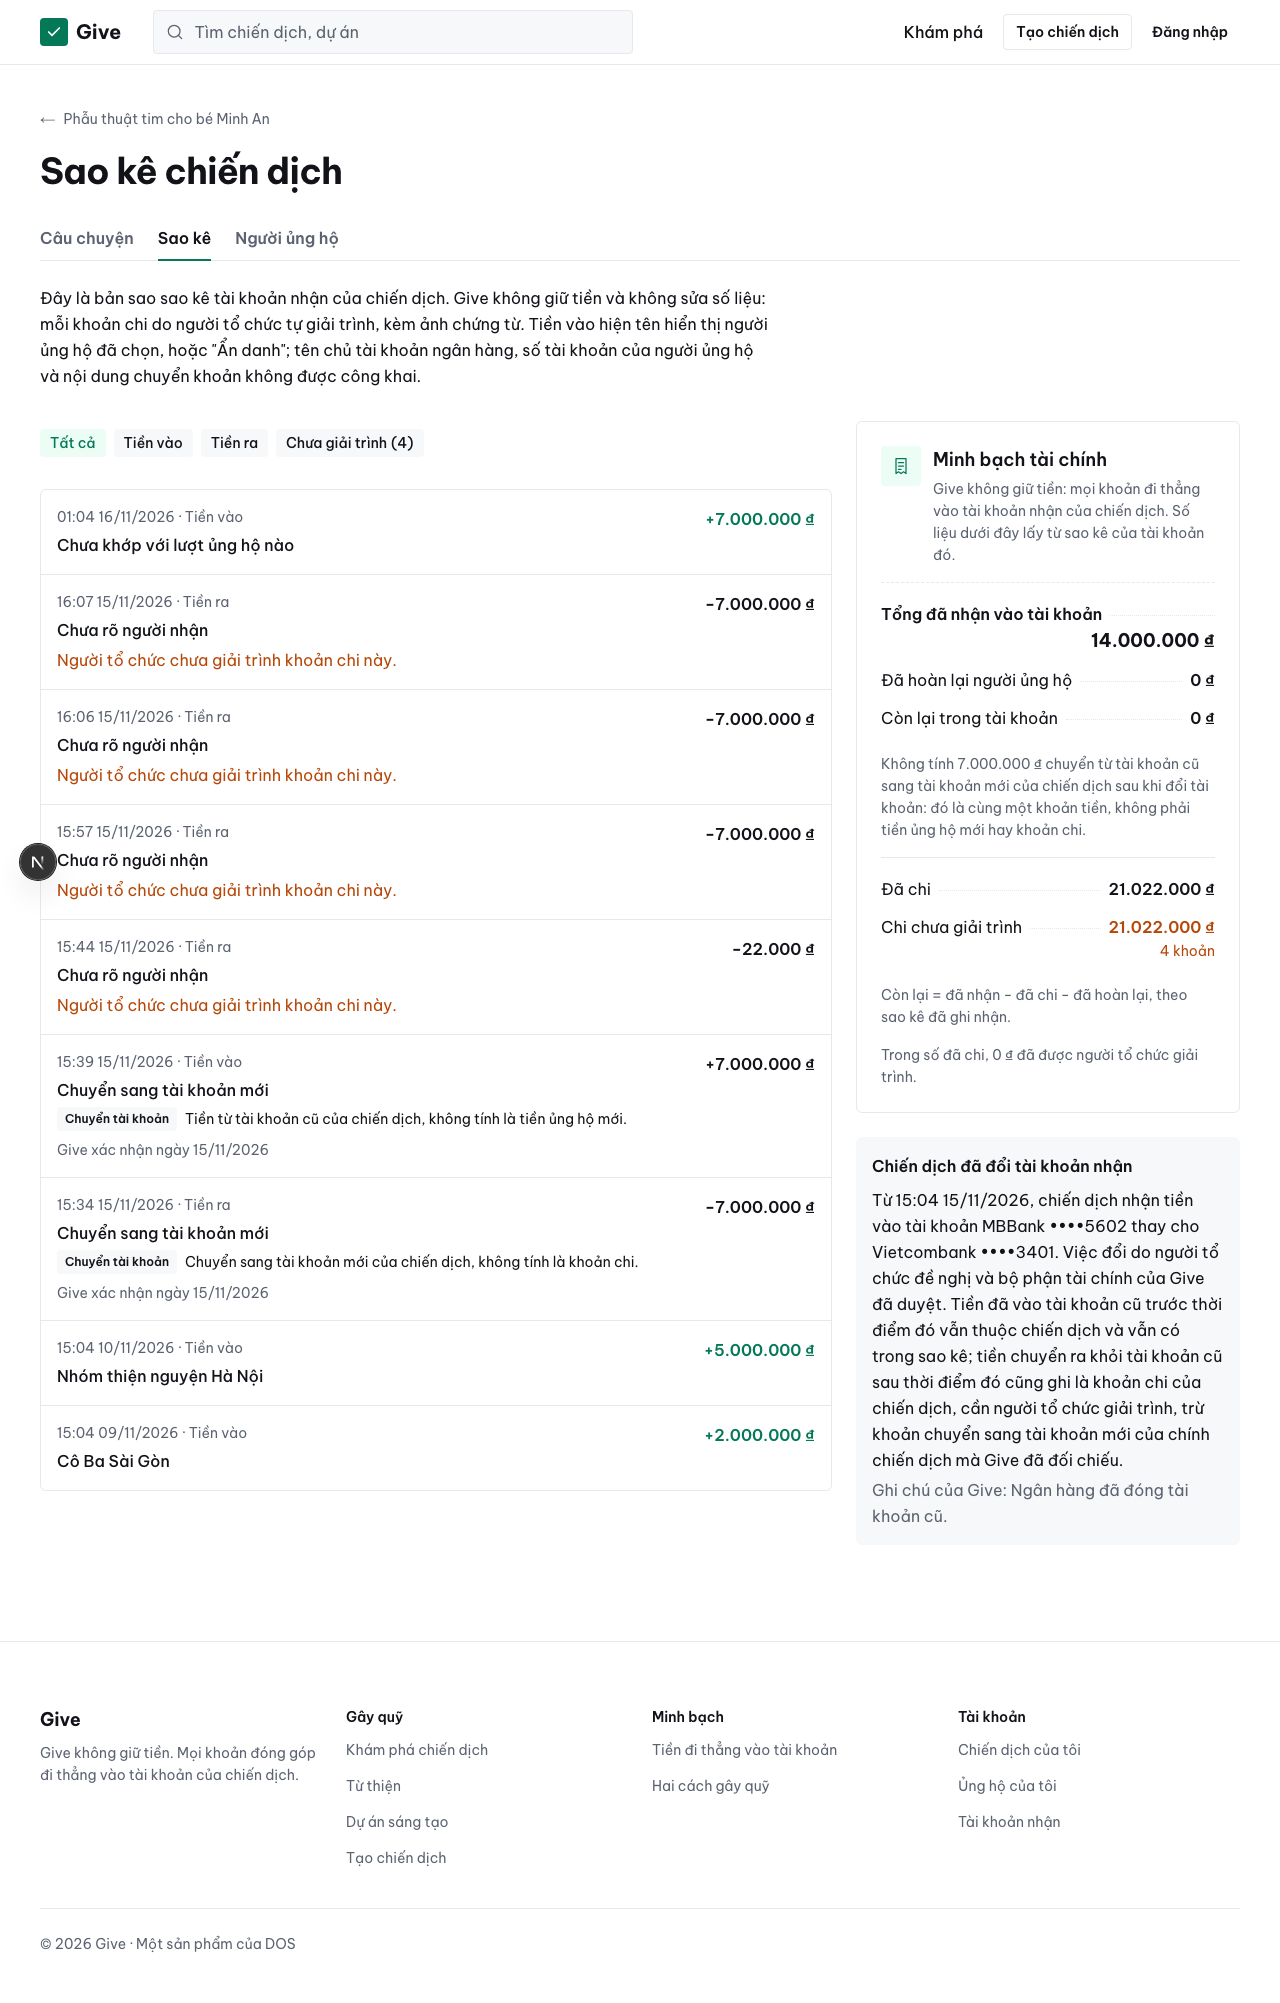 Give
Tìm chiến dịch, dự án
Khám phá
Tạo chiến dịch
Đăng nhập
← Phẫu thuật tim cho bé Minh An
Sao kê chiến dịch
Câu chuyện
Sao kê
Người ủng hộ
Đây là bản sao sao kê tài khoản nhận của chiến dịch. Give không giữ tiền và không sửa số liệu:
mỗi khoản chi do người tổ chức tự giải trình, kèm ảnh chứng từ. Tiền vào hiện tên hiển thị người
ủng hộ đã chọn, hoặc "Ẩn danh"; tên chủ tài khoản ngân hàng, số tài khoản của người ủng hộ
và nội dung chuyển khoản không được công khai.
Tất cả
Tiền vào
Tiền ra
Chưa giải trình (4)
01:04 16/11/2026 · Tiền vào
+7.000.000 ₫
Chưa khớp với lượt ủng hộ nào
16:07 15/11/2026 · Tiền ra
-7.000.000 ₫
Chưa rõ người nhận
Người tổ chức chưa giải trình khoản chi này.
16:06 15/11/2026 · Tiền ra
-7.000.000 ₫
Chưa rõ người nhận
Người tổ chức chưa giải trình khoản chi này.
15:57 15/11/2026 · Tiền ra
-7.000.000 ₫
Chưa rõ người nhận
Người tổ chức chưa giải trình khoản chi này.
15:44 15/11/2026 · Tiền ra
-22.000 ₫
Chưa rõ người nhận
Người tổ chức chưa giải trình khoản chi này.
15:39 15/11/2026 · Tiền vào
+7.000.000 ₫
Chuyển sang tài khoản mới
Chuyển tài khoản Tiền từ tài khoản cũ của chiến dịch, không tính là tiền ủng hộ mới.
Give xác nhận ngày 15/11/2026
15:34 15/11/2026 · Tiền ra
-7.000.000 ₫
Chuyển sang tài khoản mới
Chuyển tài khoản Chuyển sang tài khoản mới của chiến dịch, không tính là khoản chi.
Give xác nhận ngày 15/11/2026
15:04 10/11/2026 · Tiền vào
+5.000.000 ₫
Nhóm thiện nguyện Hà Nội
15:04 09/11/2026 · Tiền vào
+2.000.000 ₫
Cô Ba Sài Gòn
N
Minh bạch tài chính
Give không giữ tiền: mọi khoản đi thẳng
vào tài khoản nhận của chiến dịch. Số
liệu dưới đây lấy từ sao kê của tài khoản
đó.
Tổng đã nhận vào tài khoản
14.000.000 ₫
Đã hoàn lại người ủng hộ 0 ₫
Còn lại trong tài khoản 0 ₫
Không tính 7.000.000 ₫ chuyển từ tài khoản cũ
sang tài khoản mới của chiến dịch sau khi đổi tài
khoản: đó là cùng một khoản tiền, không phải
tiền ủng hộ mới hay khoản chi.
Đã chi 21.022.000 ₫
Chi chưa giải trình 21.022.000 ₫
4 khoản
Còn lại = đã nhận - đã chi - đã hoàn lại, theo
sao kê đã ghi nhận.
Trong số đã chi, 0 ₫ đã được người tổ chức giải
trình.
Chiến dịch đã đổi tài khoản nhận
Từ 15:04 15/11/2026, chiến dịch nhận tiền
vào tài khoản MBBank ••••5602 thay cho
Vietcombank ••••3401. Việc đổi do người tổ
chức đề nghị và bộ phận tài chính của Give
đã duyệt. Tiền đã vào tài khoản cũ trước thời
điểm đó vẫn thuộc chiến dịch và vẫn có
trong sao kê; tiền chuyển ra khỏi tài khoản cũ
sau thời điểm đó cũng ghi là khoản chi của
chiến dịch, cần người tổ chức giải trình, trừ
khoản chuyển sang tài khoản mới của chính
chiến dịch mà Give đã đối chiếu.
Ghi chú của Give: Ngân hàng đã đóng tài
khoản cũ.
Give
Give không giữ tiền. Mọi khoản đóng góp
đi thẳng vào tài khoản của chiến dịch.
Gây quỹ
Khám phá chiến dịch
Từ thiện
Dự án sáng tạo
Tạo chiến dịch
Minh bạch
Tiền đi thẳng vào tài khoản
Hai cách gây quỹ
Tài khoản
Chiến dịch của tôi
Ủng hộ của tôi
Tài khoản nhận
© 2026 Give · Một sản phẩm của DOS